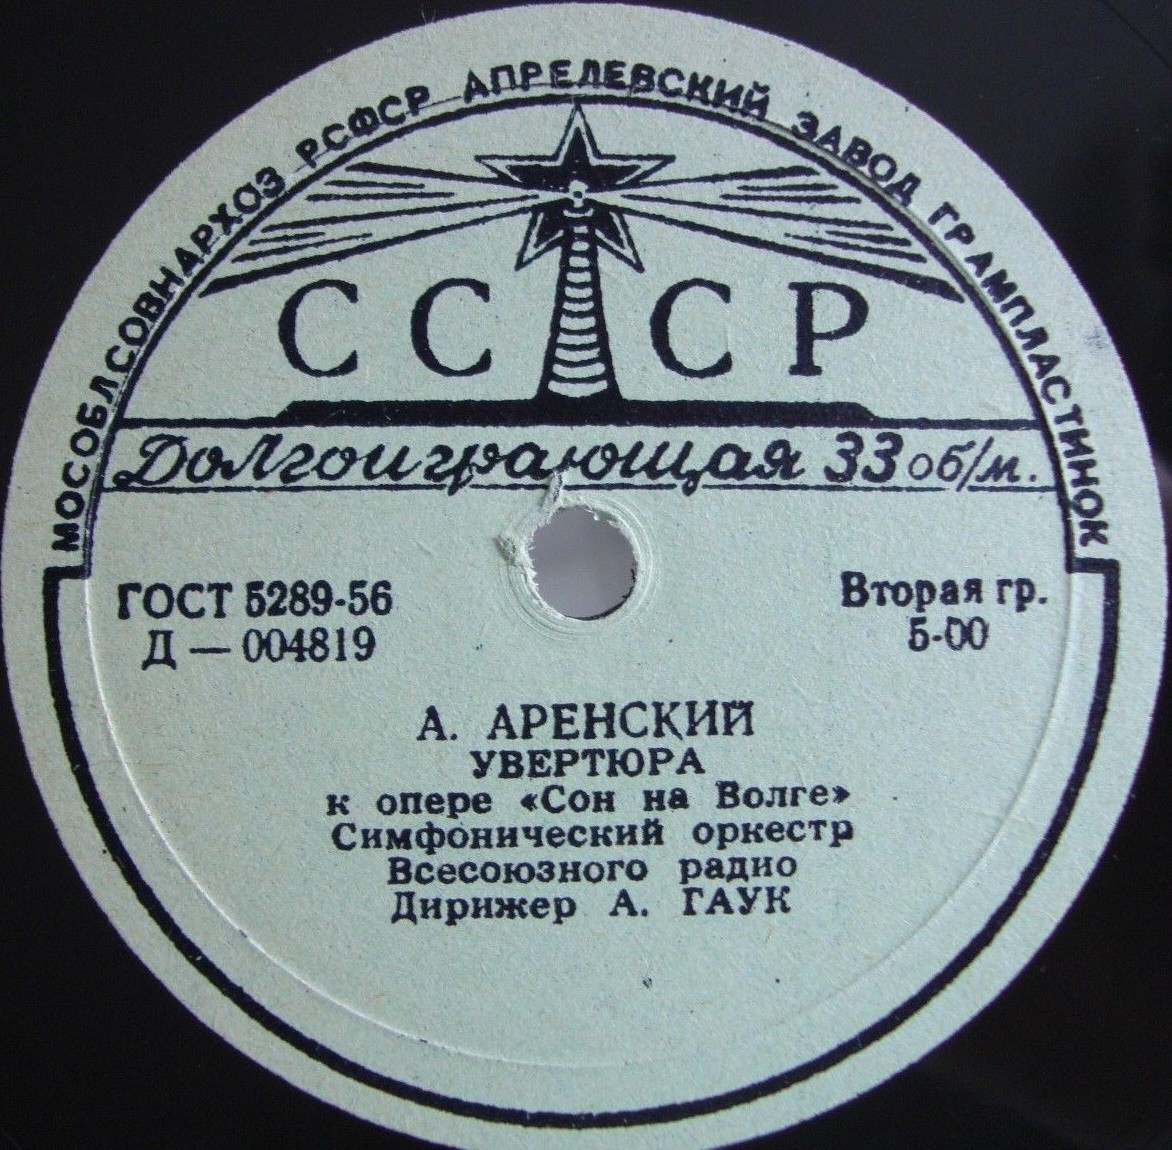 МОСОБЛСОВНАРХОЗ РСФСР АПРЕЛЕВСКИЙ ЗАВОД ГРАМПЛАСТИНОК
СССР
Долгоиграющая 33 об/м.
ГОСТ 5289-56
Д — 004819
Вторая гр.
5-00
А. АРЕНСКИЙ
УВЕРТЮРА
к опере «Сон на Волге»
Симфонический оркестр
Всесоюзного радио
Дирижер А. ГАУК